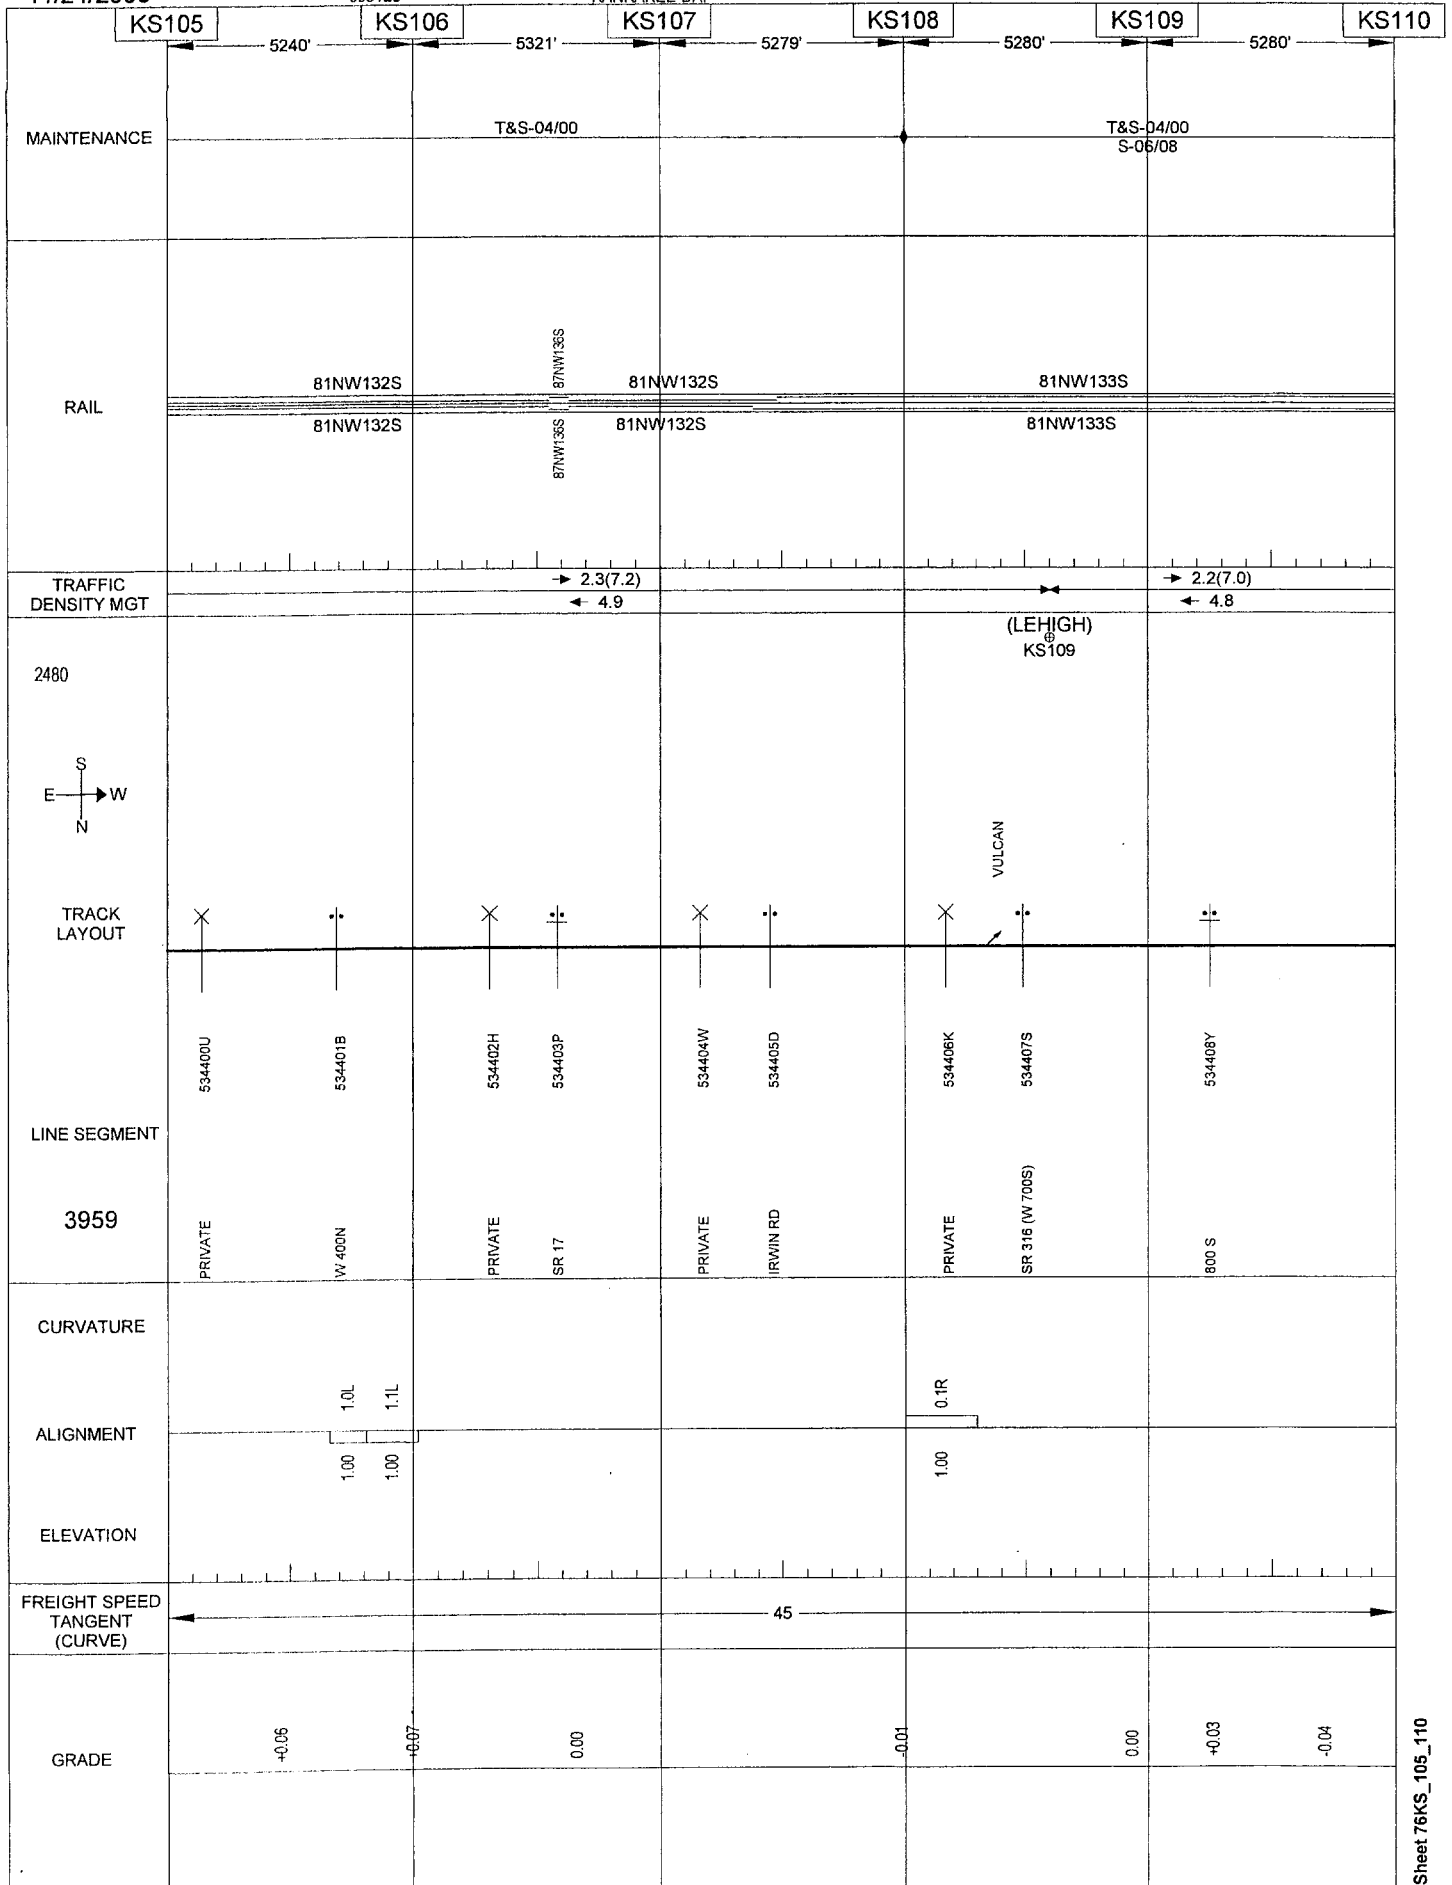 KS105 KS106 KS107 KS108 KS109 KS110
5240' 5321' 5279' 5280' 5280'
MAINTENANCE
T&S-04/00
T&S-04/00
S-06/08
RAIL
81NW132S
87NW136S
81NW132S
81NW133S
81NW132S
87NW136S
81NW132S
81NW133S
TRAFFIC
DENSITY MGT
2.3(7.2)
4.9
2.2(7.0)
4.8
(LEHIGH)
KS109
2480
S
E W
N
VULCAN
TRACK
LAYOUT
534400U
534401B
534402H
534403P
534404W
534405D
534406K
534407S
534408Y
LINE SEGMENT
3959
PRIVATE
W 400N
PRIVATE
SR 17
PRIVATE
IRWIN RD
PRIVATE
SR 316 (W 700S)
800 S
CURVATURE
1.0L
1.1L
0.1R
ALIGNMENT
1.00
1.00
1.00
ELEVATION
FREIGHT SPEED
TANGENT
(CURVE)
45
GRADE
+0.06
+0.07
0.00
-0.01
0.00
+0.03
-0.04
Sheet 76KS_105_110